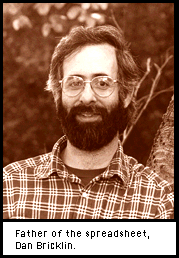 Father of the spreadsheet,
Dan Bricklin.